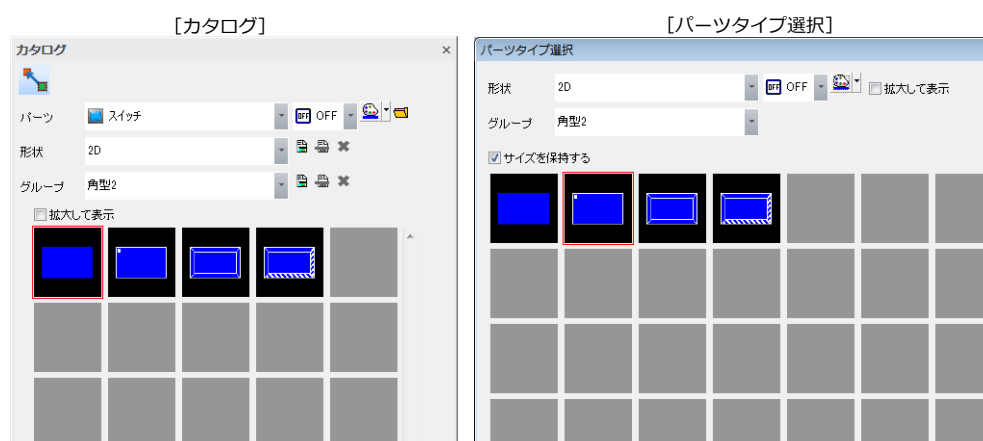 [カタログ]
カタログ
パーツ スイッチ OFF OFF
形状 2D
グループ 角型2
拡大して表示
[パーツタイプ選択]
パーツタイプ選択
形状 2D OFF OFF 拡大して表示
グループ 角型2
サイズを保持する